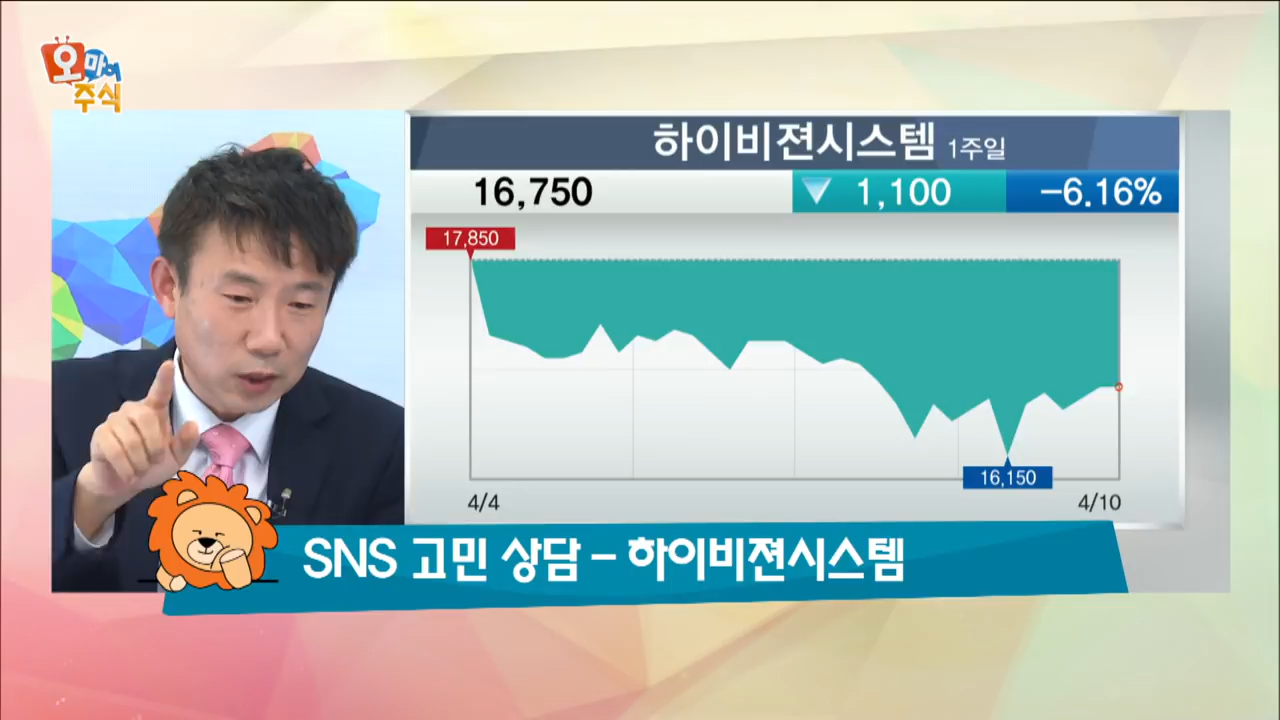 오마이
주식
하이비젼시스템 1주일
16,750 ▼ 1,100 -6.16%
17,850
16,150
4/4 4/10
SNS 고민 상담 - 하이비젼시스템